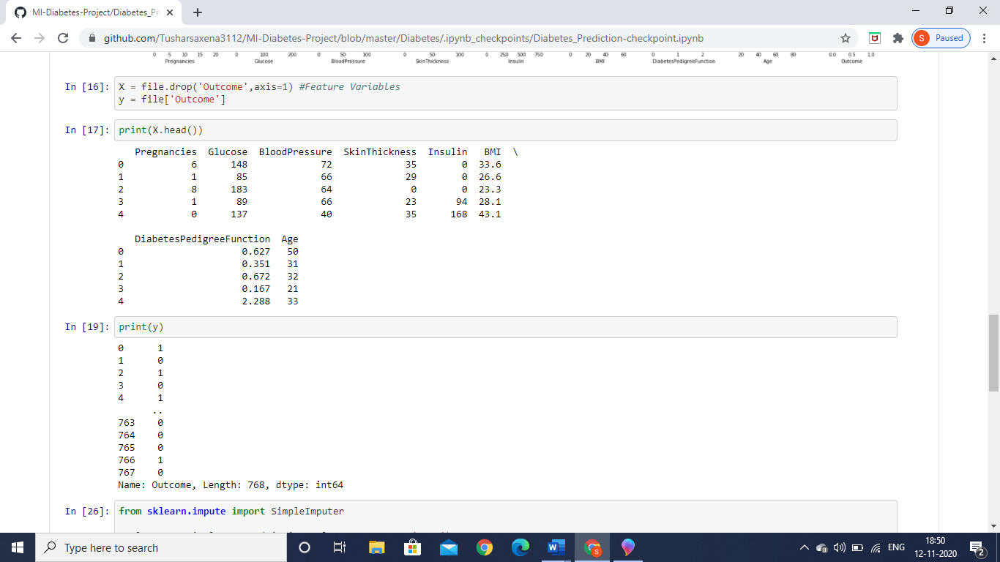 MI-Diabetes-Project/Diabetes_Pr
github.com/Tusharsaxena3112/MI-Diabetes-Project/blob/master/Diabetes/.ipynb_checkpoints/Diabetes_Prediction-checkpoint.ipynb
S Paused
0 5 10 15 20 0 100 200 0 50 100 0 50 100 0 250 500 750 0 20 40 60 0 1 2 20 40 60 80 0.0 0.5 1.0
Pregnancies Glucose BloodPressure SkinThickness Insulin BMI DiabetesPedigreeFunction Age Outcome
In [16]: X = file.drop('Outcome',axis=1) #Feature Variables
y = file['Outcome']
In [17]: print(X.head())
Pregnancies Glucose BloodPressure SkinThickness Insulin BMI \
0 6 148 72 35 0 33.6
1 1 85 66 29 0 26.6
2 8 183 64 0 0 23.3
3 1 89 66 23 94 28.1
4 0 137 40 35 168 43.1
DiabetesPedigreeFunction Age
0 0.627 50
1 0.351 31
2 0.672 32
3 0.167 21
4 2.288 33
In [19]: print(y)
0 1
1 0
2 1
3 0
4 1
..
763 0
764 0
765 0
766 1
767 0
Name: Outcome, Length: 768, dtype: int64
In [26]: from sklearn.impute import SimpleImputer
Type here to search
W
S
ENG
18:50
12-11-2020
2